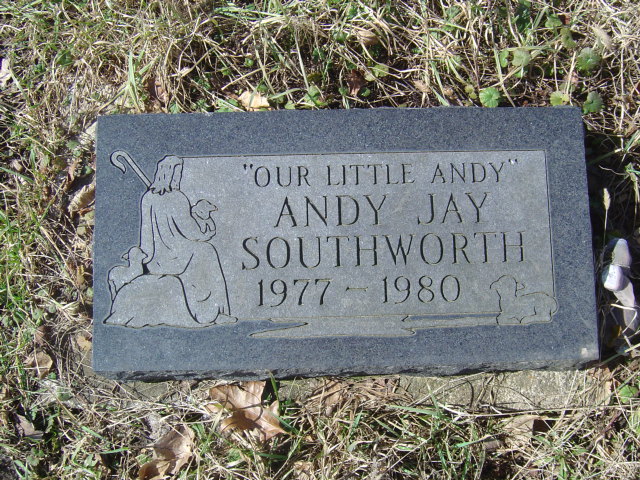 "OUR LITTLE ANDY"
ANDY JAY
SOUTHWORTH
1977 - 1980